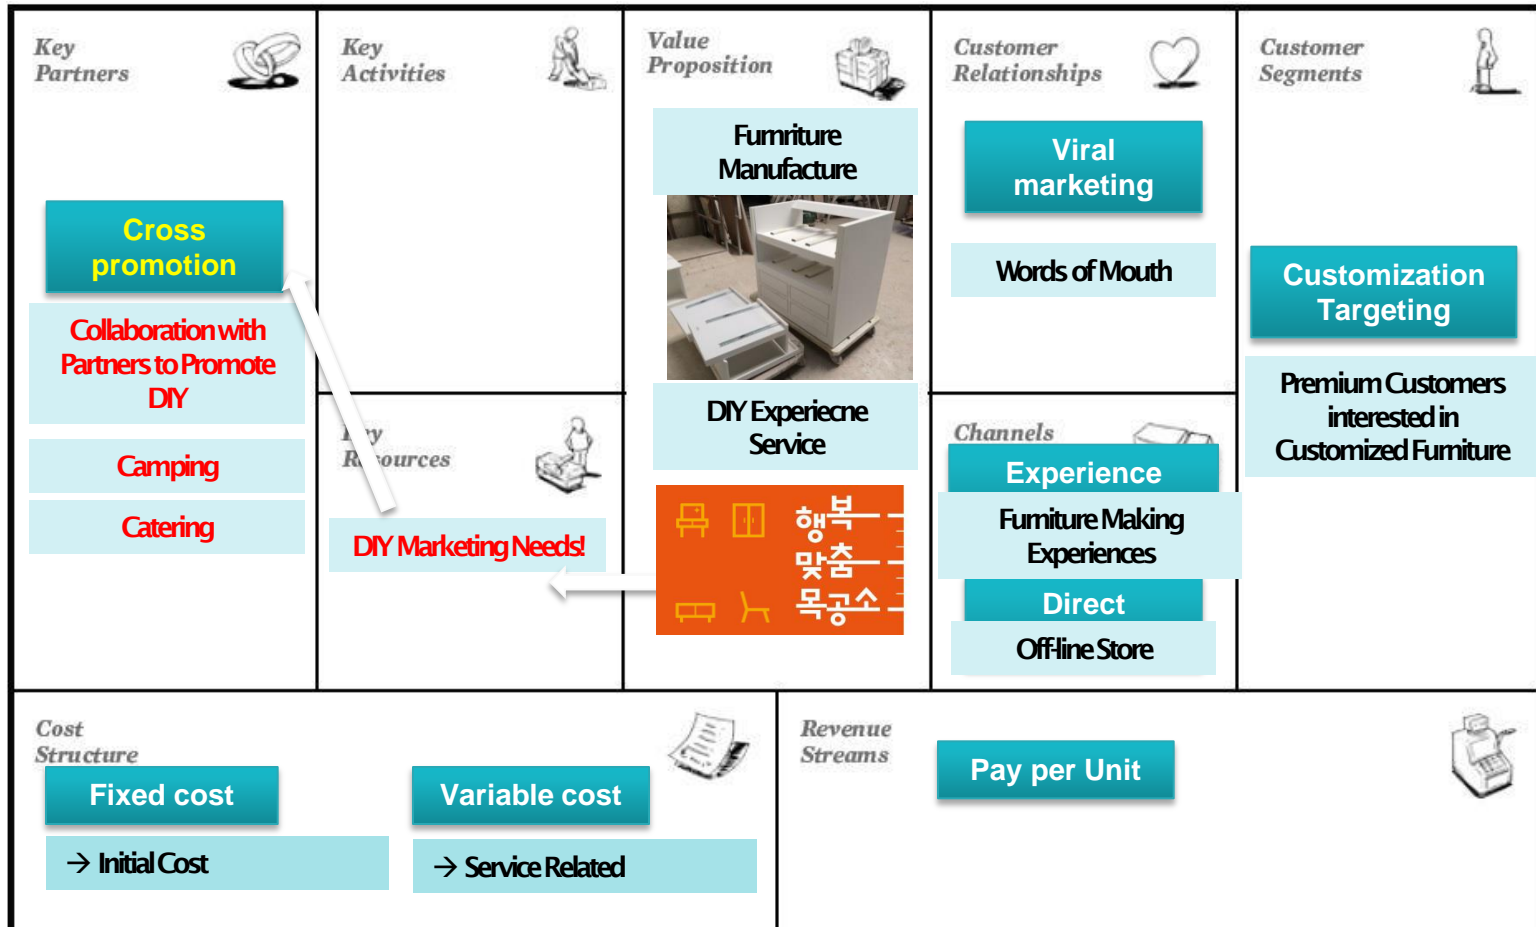 Key
Partners
Cross
promotion
Collaboration with
Partners to Promote
DIY
Camping
Catering
Key
Activities
Key
Resources
DIY Marketing Needs!
Value
Proposition
Furnriture
Manufacture
DIY Experiecne
Service
행복
맞춤
목공소
Customer
Relationships
Viral
marketing
Words of Mouth
Channels
Experience
Furniture Making
Experiences
Direct
Off-line Store
Customer
Segments
Customization
Targeting
Premium Customers
interested in
Customized Furniture
Cost
Structure
Fixed cost
→ Initial Cost
Variable cost
→ Service Related
Revenue
Streams
Pay per Unit